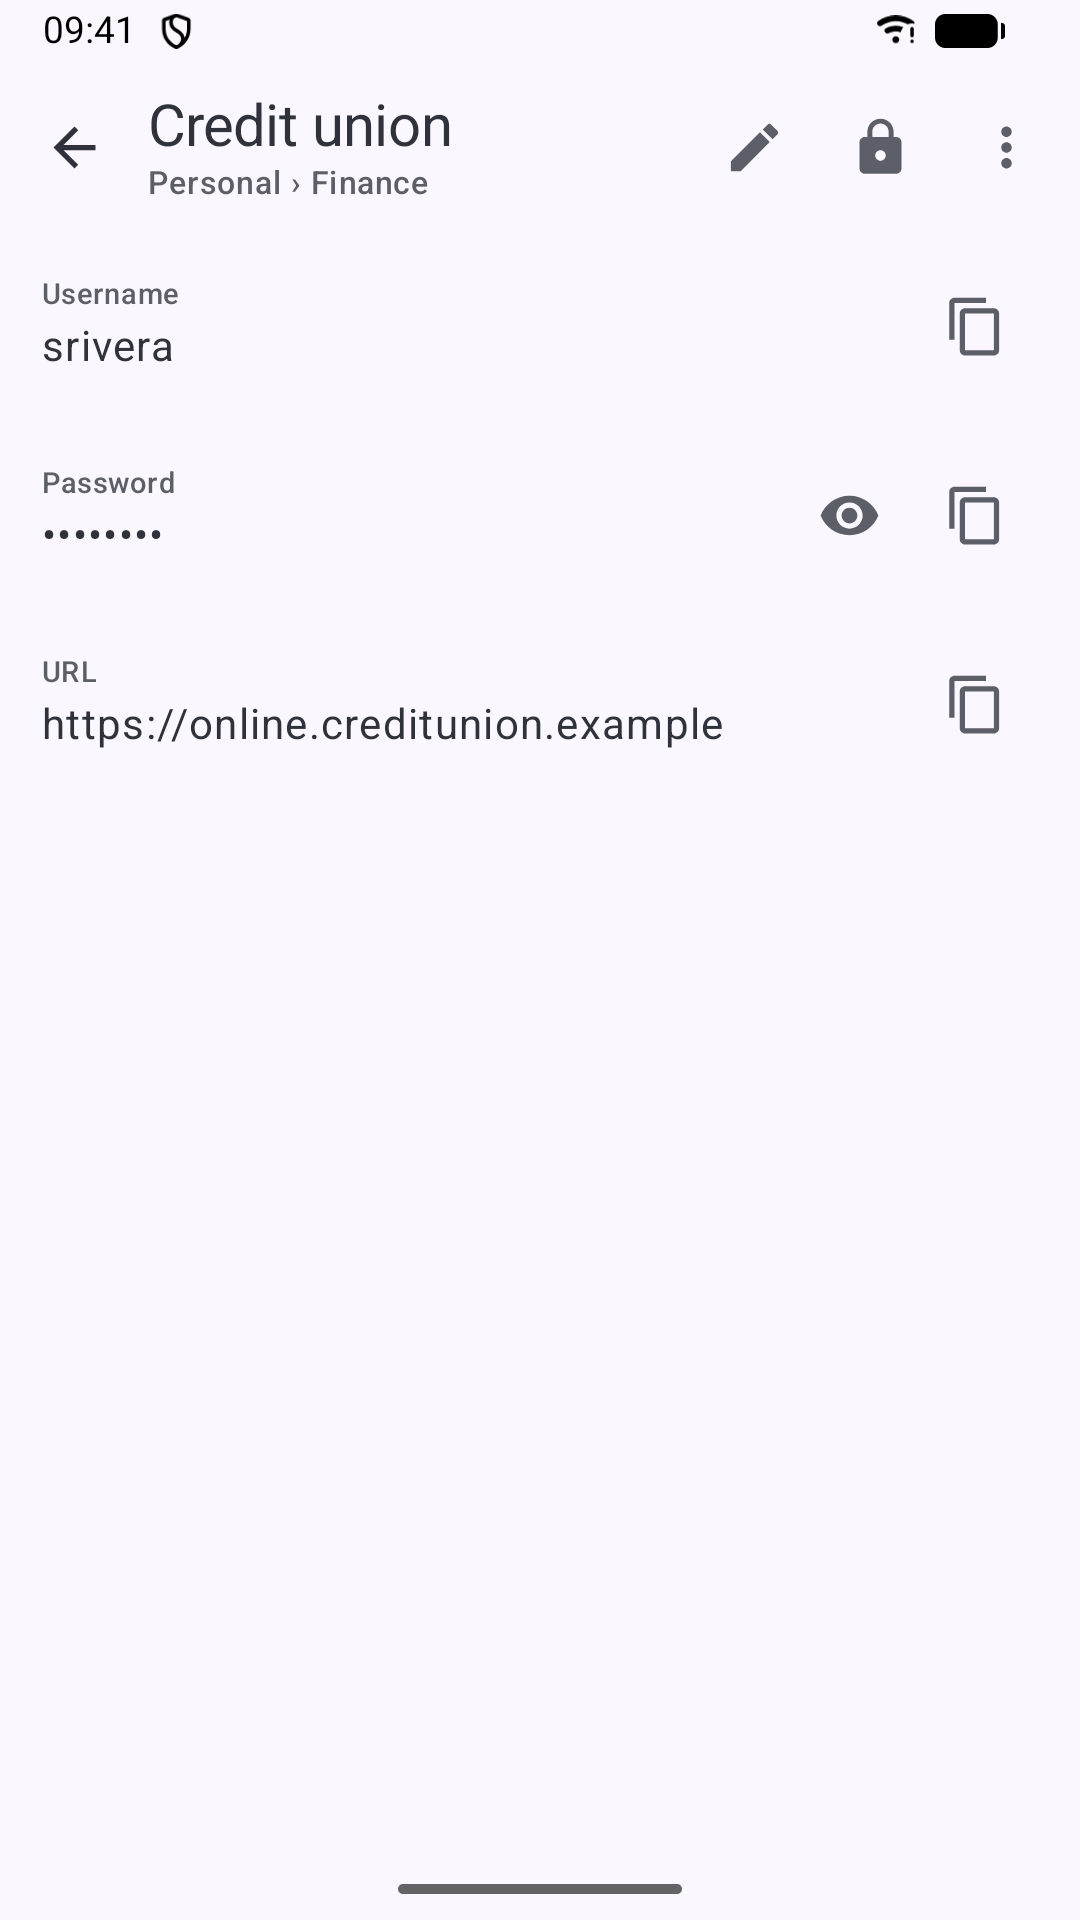 09:41
Credit union
Personal › Finance
Username
srivera
Password
••••••••
URL
https://online.creditunion.example